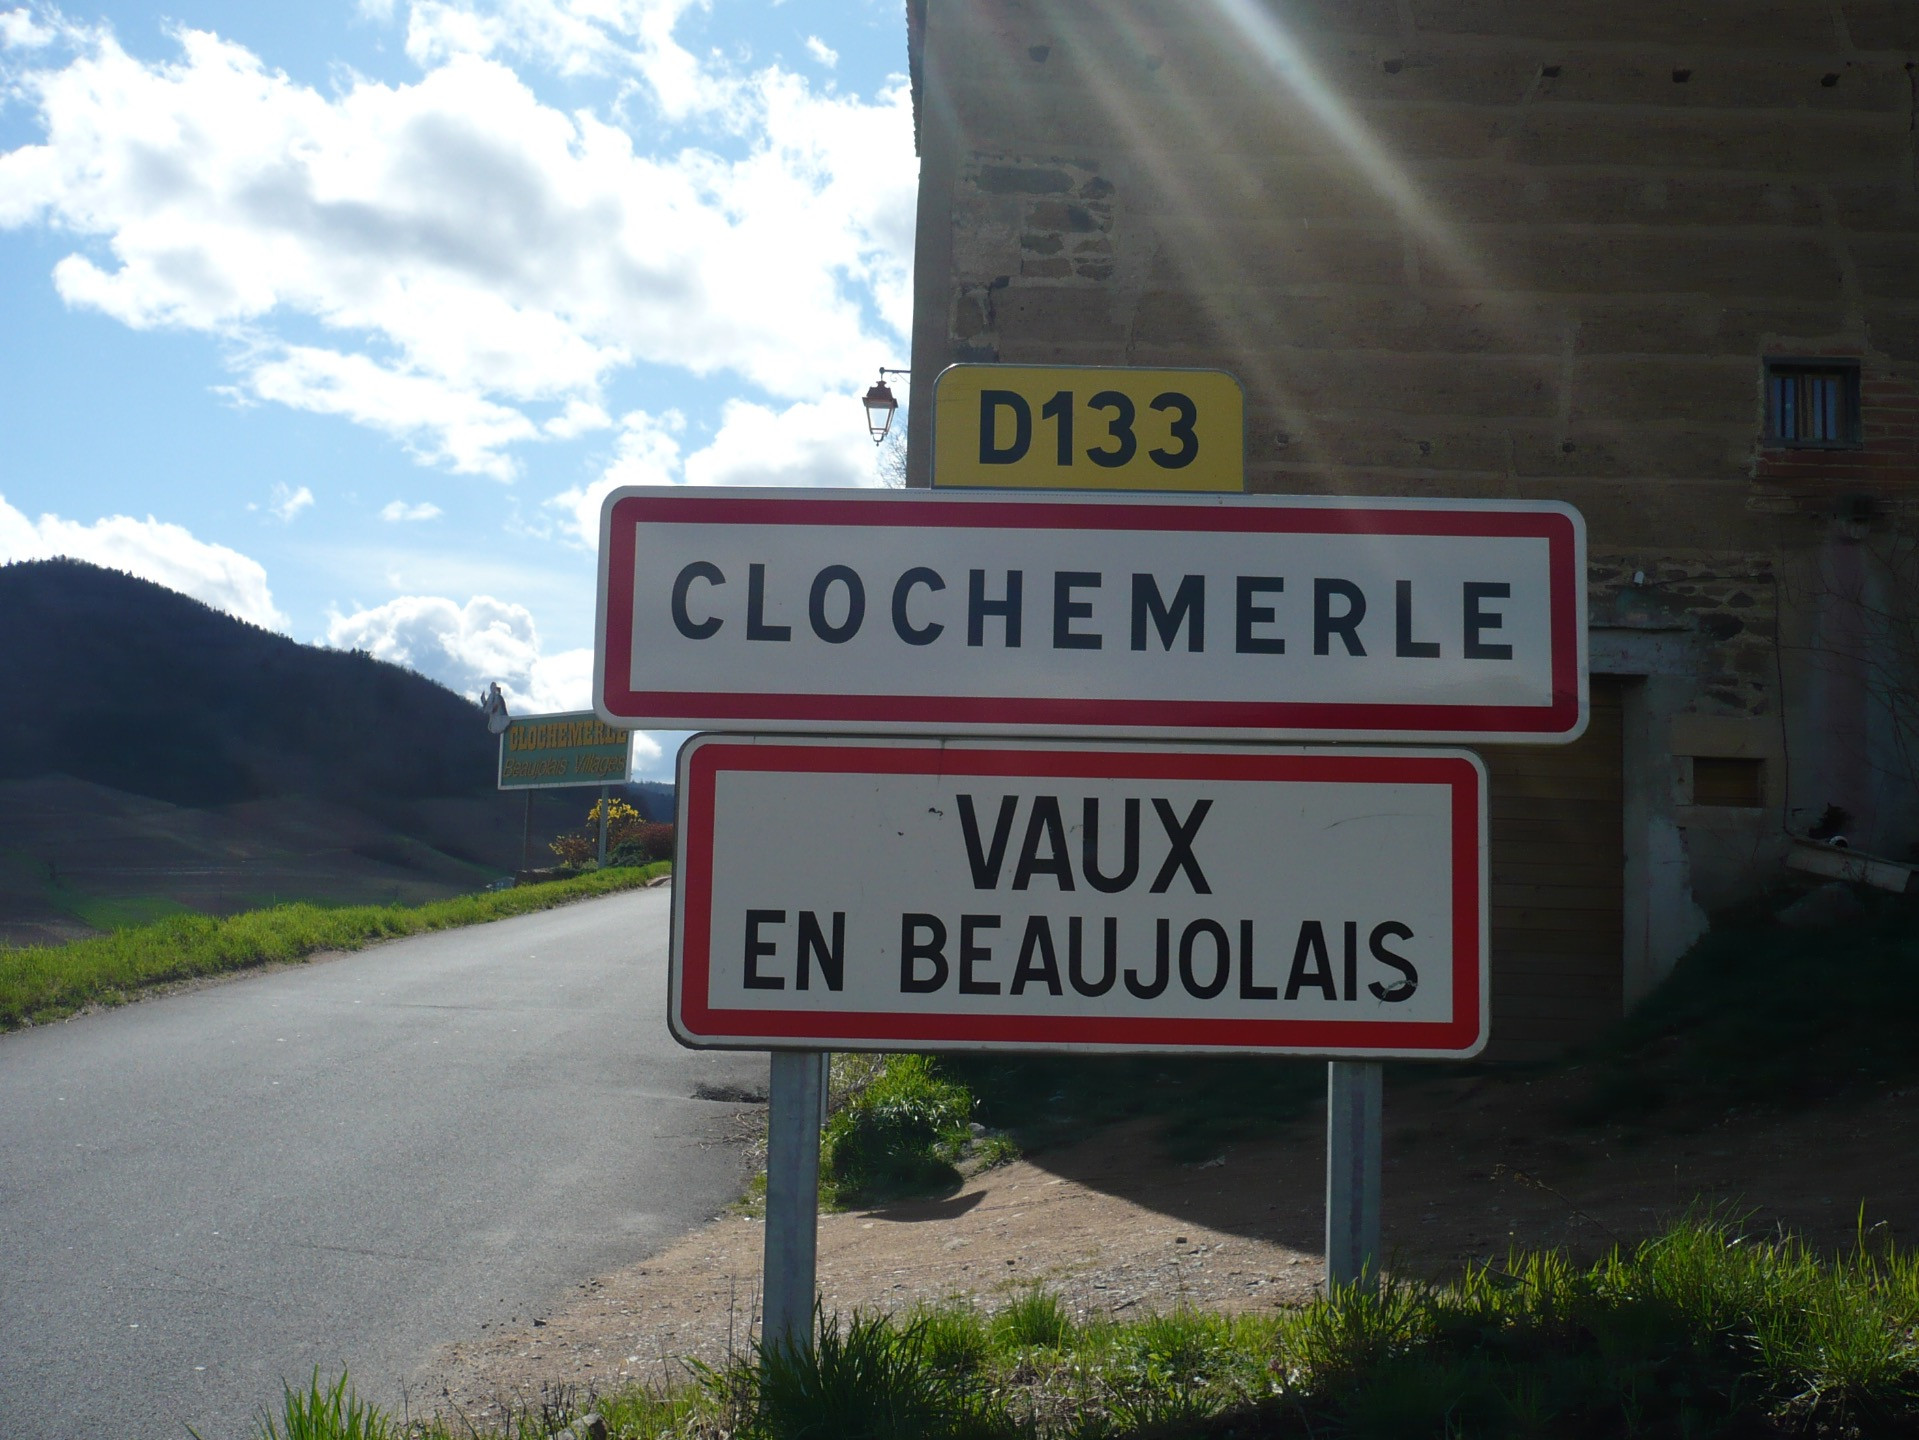 D133
CLOCHEMERLE
VAUX
EN BEAUJOLAIS
CLOCHEMERLE
Beaujolais Villages